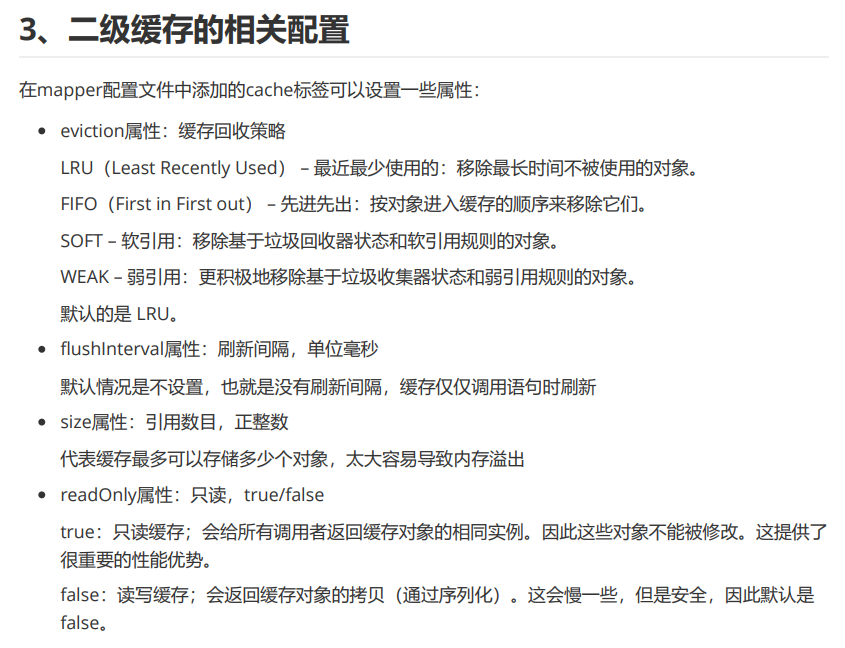 3、二级缓存的相关配置
在mapper配置文件中添加的cache标签可以设置一些属性：
eviction属性：缓存回收策略
LRU（Least Recently Used） – 最近最少使用的：移除最长时间不被使用的对象。
FIFO（First in First out） – 先进先出：按对象进入缓存的顺序来移除它们。
SOFT – 软引用：移除基于垃圾回收器状态和软引用规则的对象。
WEAK – 弱引用：更积极地移除基于垃圾收集器状态和弱引用规则的对象。
默认的是 LRU。
flushInterval属性：刷新间隔，单位毫秒
默认情况是不设置，也就是没有刷新间隔，缓存仅仅调用语句时刷新
size属性：引用数目，正整数
代表缓存最多可以存储多少个对象，太大容易导致内存溢出
readOnly属性：只读，true/false
true：只读缓存；会给所有调用者返回缓存对象的相同实例。因此这些对象不能被修改。这提供了
很重要的性能优势。
false：读写缓存；会返回缓存对象的拷贝（通过序列化）。这会慢一些，但是安全，因此默认是
false。